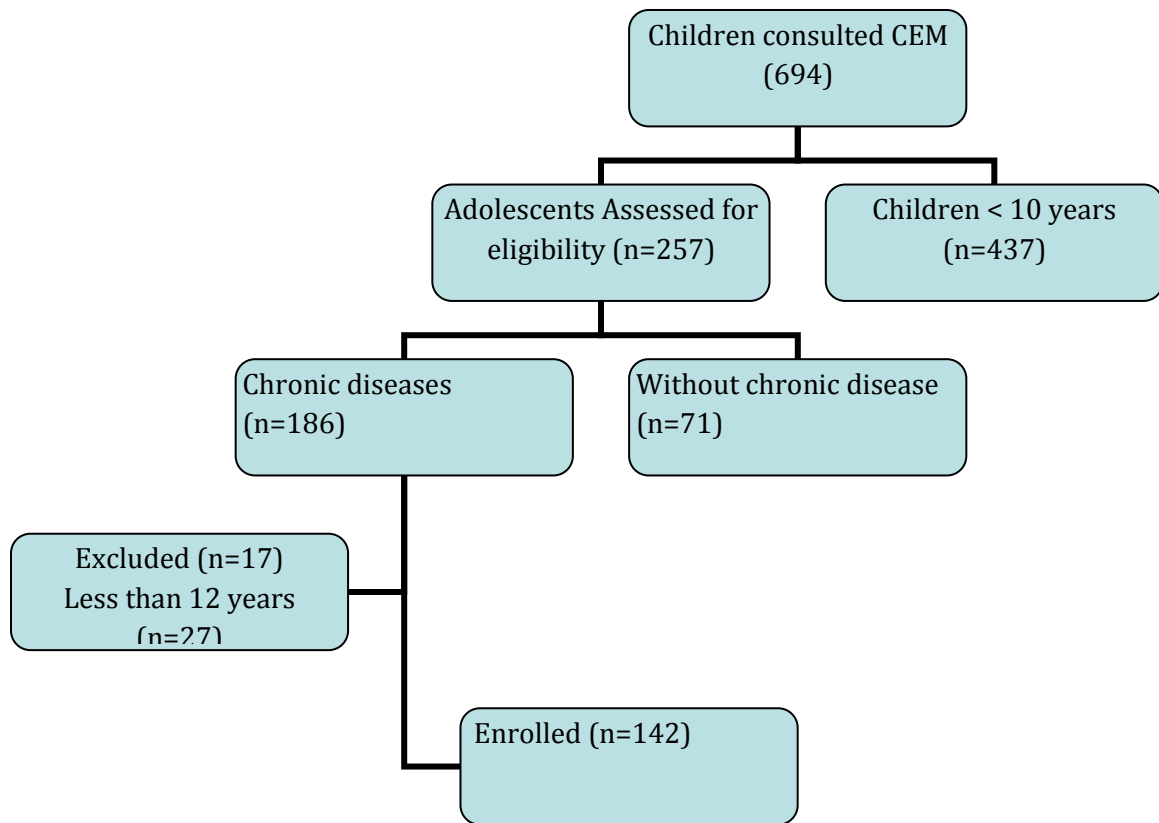 Children consulted CEM
(694)
Adolescents Assessed for
eligibility (n=257)
Children < 10 years
(n=437)
Chronic diseases
(n=186)
Without chronic disease
(n=71)
Excluded (n=17)
Less than 12 years
(n=27)
Enrolled (n=142)